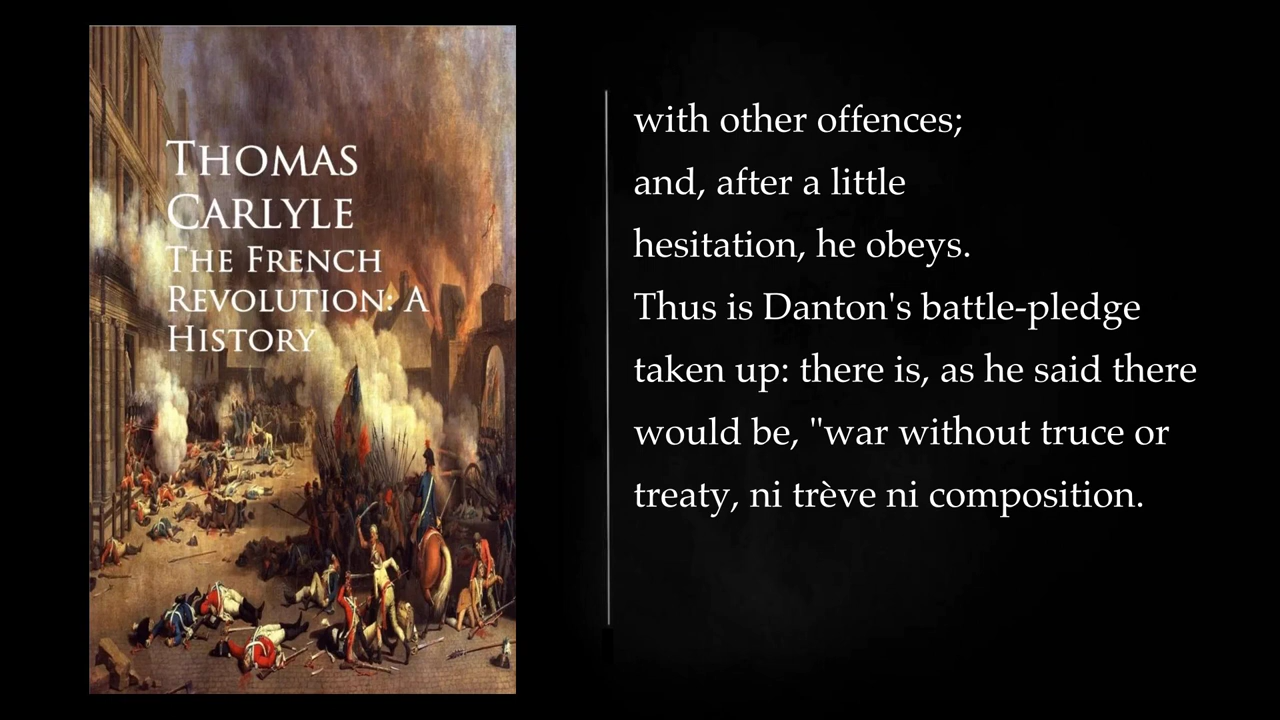 THOMAS
CARLYLE
THE FRENCH
REVOLUTION: A
HISTORY
with other offences;
and, after a little
hesitation, he obeys.
Thus is Danton's battle-pledge
taken up: there is, as he said there
would be, "war without truce or
treaty, ni trève ni composition.